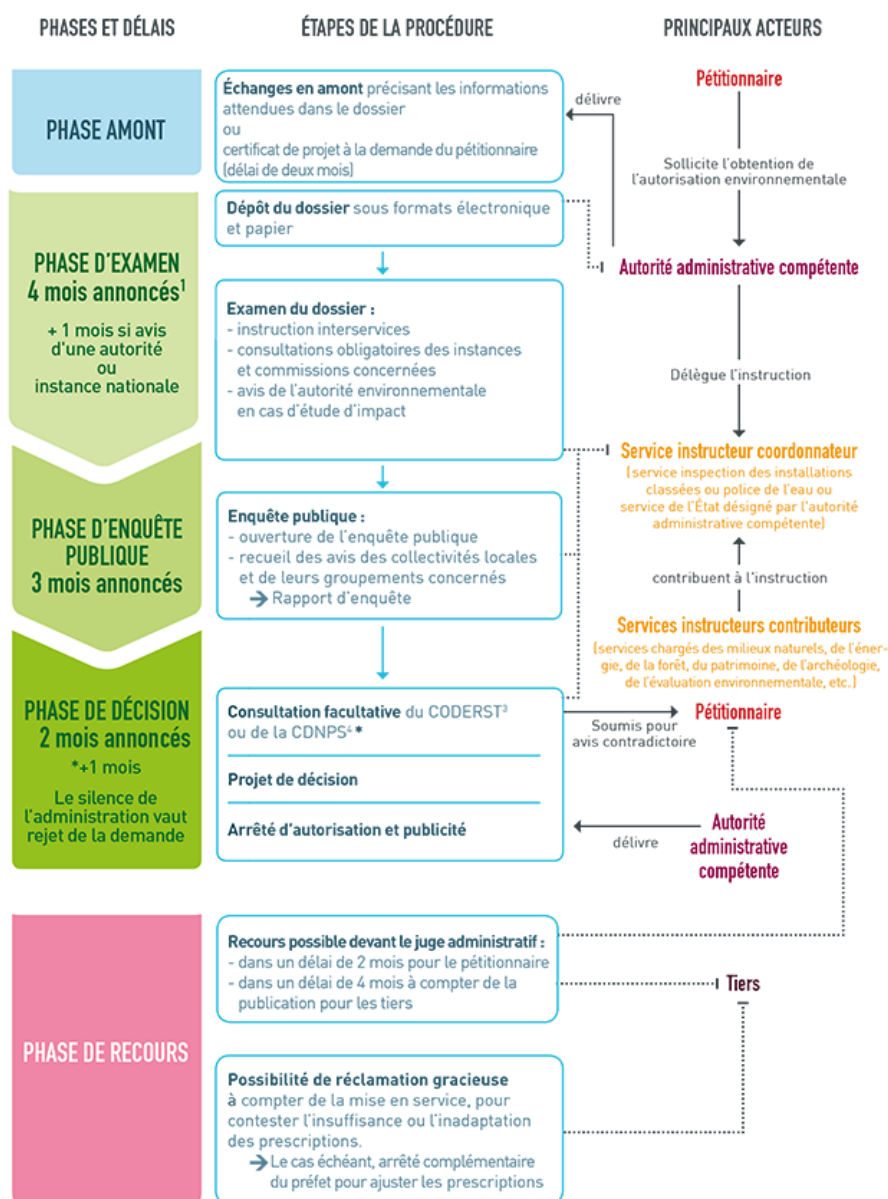 PHASES ET DÉLAIS
ÉTAPES DE LA PROCÉDURE
PRINCIPAUX ACTEURS
PHASE AMONT
Échanges en amont précisant les informations
attendues dans le dossier
ou
certificat de projet à la demande du pétitionnaire
(délai de deux mois)
délivre
Pétitionnaire
Sollicite l'obtention de
l'autorisation environnementale
Dépôt du dossier sous formats électronique
et papier
Autorité administrative compétente
PHASE D'EXAMEN
4 mois annoncés¹
+ 1 mois si avis
d'une autorité
ou
instance nationale
Examen du dossier :
- instruction interservices
- consultations obligatoires des instances
et commissions concernées
- avis de l'autorité environnementale
en cas d'étude d'impact
Délègue l'instruction
Service instructeur coordonnateur
(service inspection des installations
classées ou police de l'eau ou
service de l'État désigné par l'autorité
administrative compétente)
PHASE D'ENQUÊTE
PUBLIQUE
3 mois annoncés
Enquête publique :
- ouverture de l'enquête publique
- recueil des avis des collectivités locales
et de leurs groupements concernés
→ Rapport d'enquête
contribuent à l'instruction
Services instructeurs contributeurs
(services chargés des milieux naturels, de l'éner-
gie, de la forêt, du patrimoine, de l'archéologie,
de l'évaluation environnementale, etc.)
PHASE DE DÉCISION
2 mois annoncés
*+1 mois
Le silence de
l'administration vaut
rejet de la demande
Consultation facultative du CODERST³
ou de la CDNPS⁴*
Projet de décision
Arrêté d'autorisation et publicité
Soumis pour
avis contradictoire
Pétitionnaire
délivre
Autorité
administrative
compétente
PHASE DE RECOURS
Recours possible devant le juge administratif :
- dans un délai de 2 mois pour le pétitionnaire
- dans un délai de 4 mois à compter de la
publication pour les tiers
Tiers
Possibilité de réclamation gracieuse
à compter de la mise en service, pour
contester l'insuffisance ou l'inadaptation
des prescriptions.
→ Le cas échéant, arrêté complémentaire
du préfet pour ajuster les prescriptions